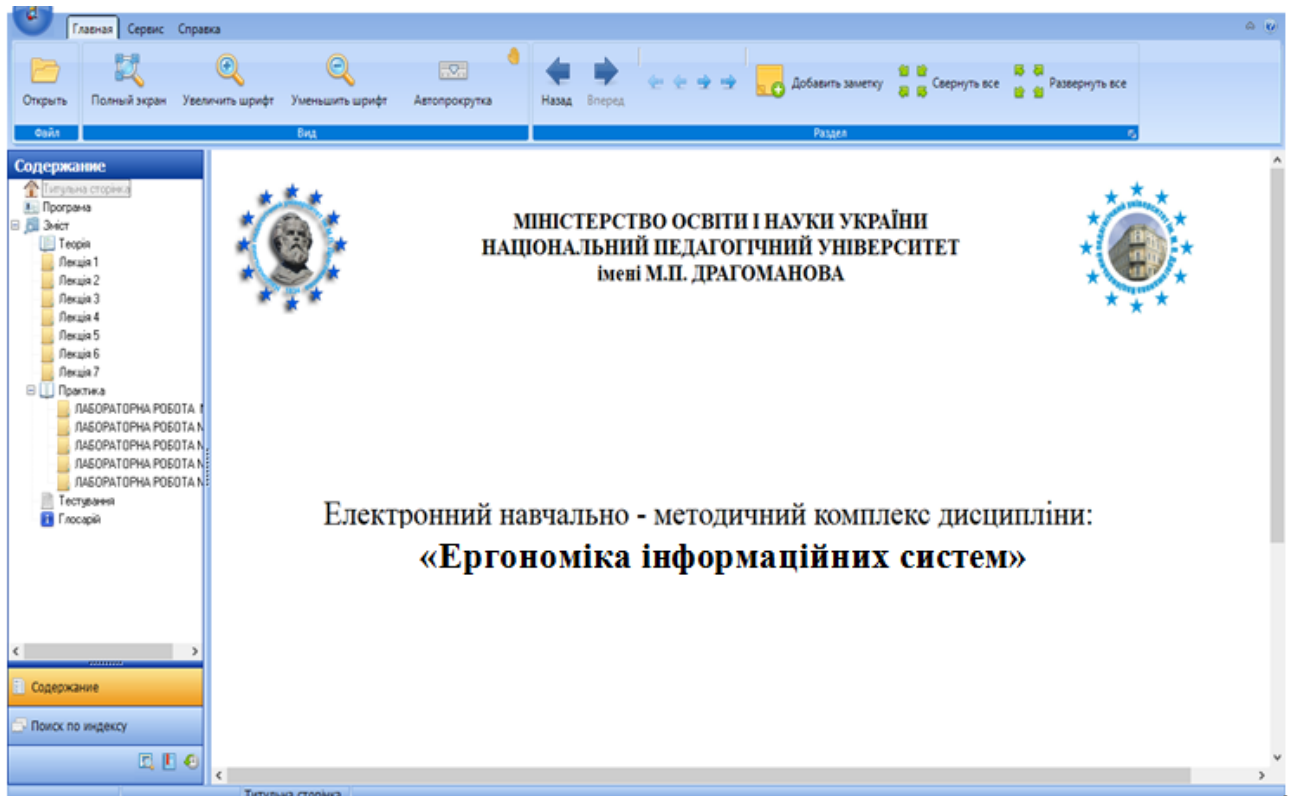 Главная Сервис Справка
Открыть Полный экран Увеличить шрифт Уменьшить шрифт Автопрокрутка Назад Вперед Добавить заметку Свернуть все Развернуть все
Файл Вид Раздел
Содержание
Титульна сторінка
Програма
Зміст
Теорія
Лекція 1
Лекція 2
Лекція 3
Лекція 4
Лекція 5
Лекція 6
Лекція 7
Практика
ЛАБОРАТОРНА РОБОТА
ЛАБОРАТОРНА РОБОТА
ЛАБОРАТОРНА РОБОТА
ЛАБОРАТОРНА РОБОТА
ЛАБОРАТОРНА РОБОТА
Тестування
Глосарій
МІНІСТЕРСТВО ОСВІТИ І НАУКИ УКРАЇНИ
НАЦІОНАЛЬНИЙ ПЕДАГОГІЧНИЙ УНІВЕРСИТЕТ
імені М.П. ДРАГОМАНОВА
Електронний навчально - методичний комплекс дисципліни:
«Ергономіка інформаційних систем»
Содержание
Поиск по индексу
Титульна сторінка